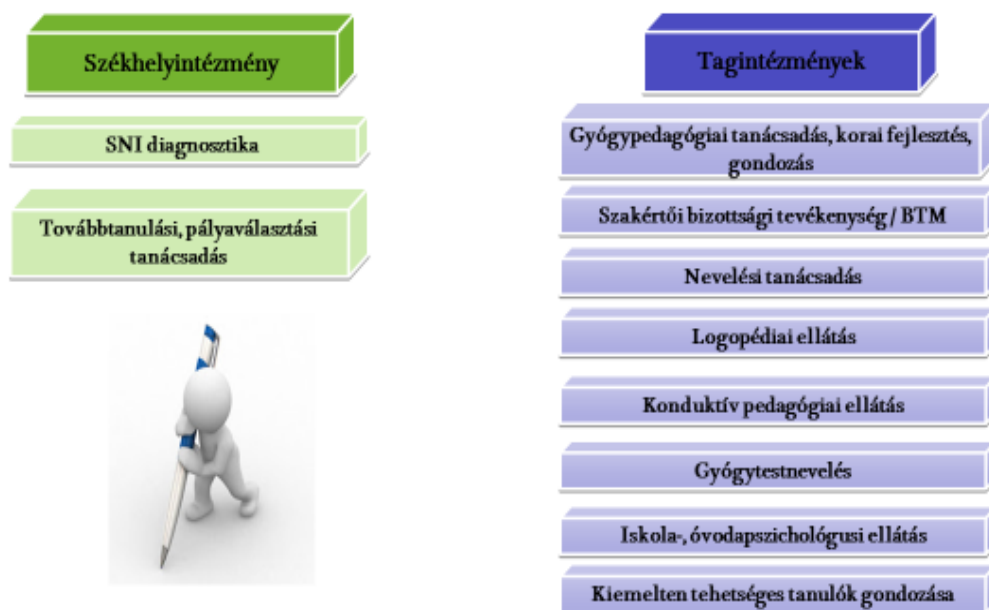 Székhelyintézmény
SNI diagnosztika
Továbbtanulási, pályaválasztási
tanácsadás
Tagintézmények
Gyógypedagógiai tanácsadás, korai fejlesztés,
gondozás
Szakértői bizottsági tevékenység / BTM
Nevelési tanácsadás
Logopédiai ellátás
Konduktív pedagógiai ellátás
Gyógytestnevelés
Iskola-, óvodapszichológusi ellátás
Kiemelten tehetséges tanulók gondozása